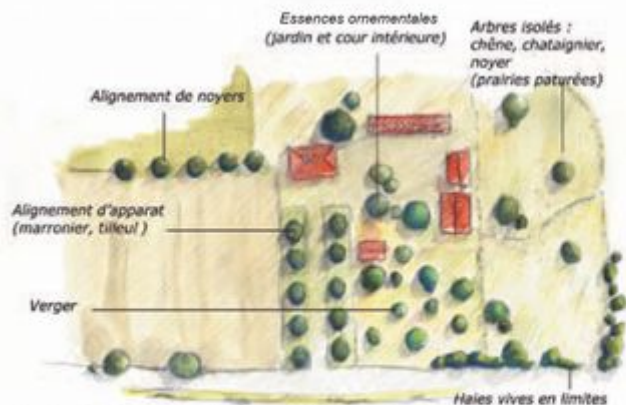 Essences ornementales
(jardin et cour intérieure)
Arbres isolés :
chêne, chataignier,
noyer
(prairies paturées)
Alignement de noyers
Alignement d'apparat
(marronier, tilleul )
Verger
Haies vives en limites